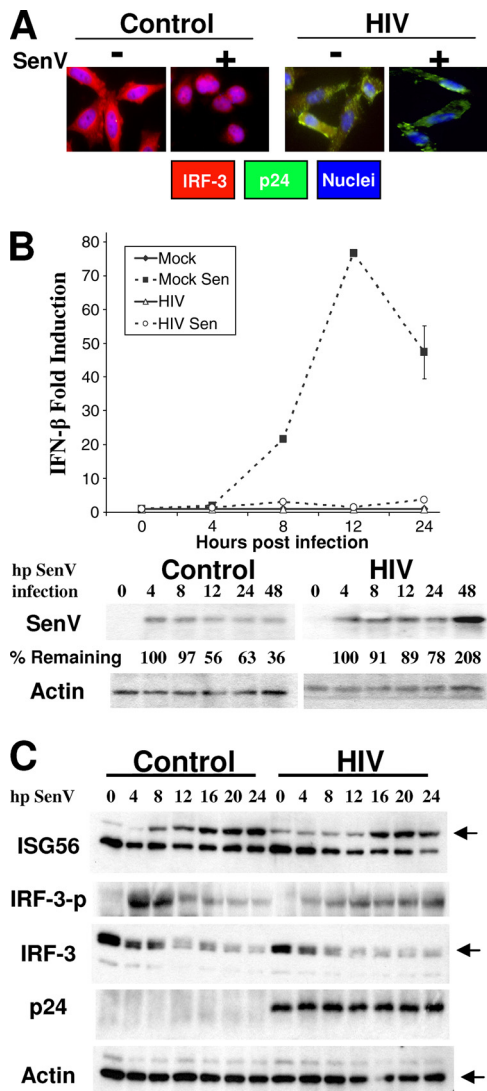 A
Control HIV
SenV - + - +
IRF-3 p24 Nuclei
B
80
70
60
50
40
30
20
10
0
IFN-β Fold Induction
Mock
Mock Sen
HIV
HIV Sen
0 4 8 12 24
Hours post infection
hp SenV
infection
Control HIV
0 4 8 12 24 48 0 4 8 12 24 48
SenV
% Remaining 100 97 56 63 36 100 91 89 78 208
Actin
C
Control HIV
hp SenV 0 4 8 12 16 20 24 0 4 8 12 16 20 24
ISG56
IRF-3-p
IRF-3
p24
Actin